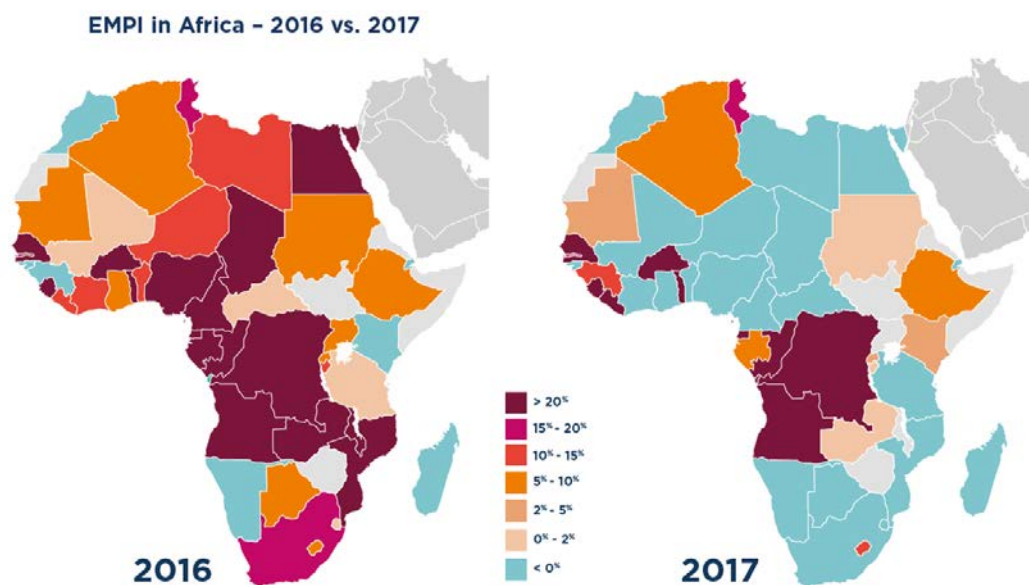 EMPI in Africa – 2016 vs. 2017
> 20%
15% - 20%
10% - 15%
5% - 10%
2% - 5%
0% - 2%
< 0%
2016
2017